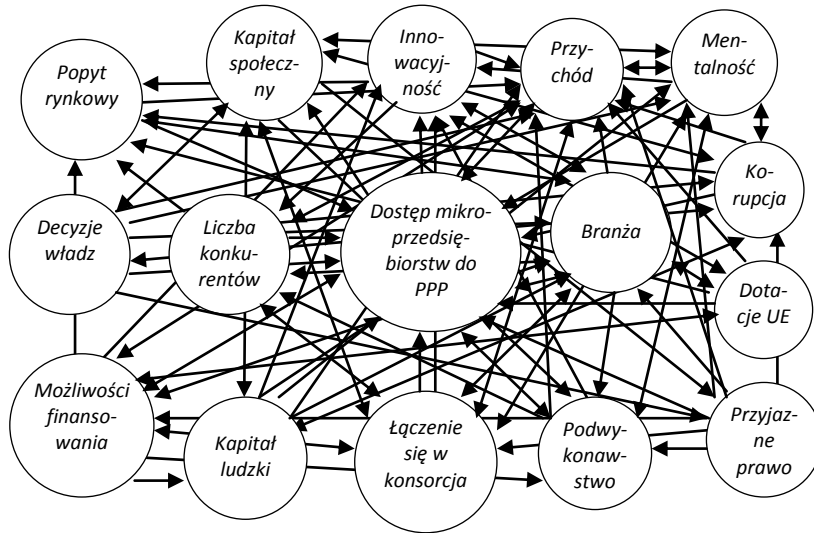 Popyt
rynkowy
Kapitał
społecz-
ny
Inno-
wacyj-
ność
Przy-
chód
Men-
talność
Decyzje
władz
Liczba
konku-
rentów
Dostęp mikro-
przedsię-
biorstw do
PPP
Branża
Ko-
rupcja
Dota-
cje UE
Możliwości
finanso-
wania
Kapitał
ludzki
Łączenie
się w
konsorcja
Podwy-
konaw-
stwo
Przyjaz-
ne
prawo